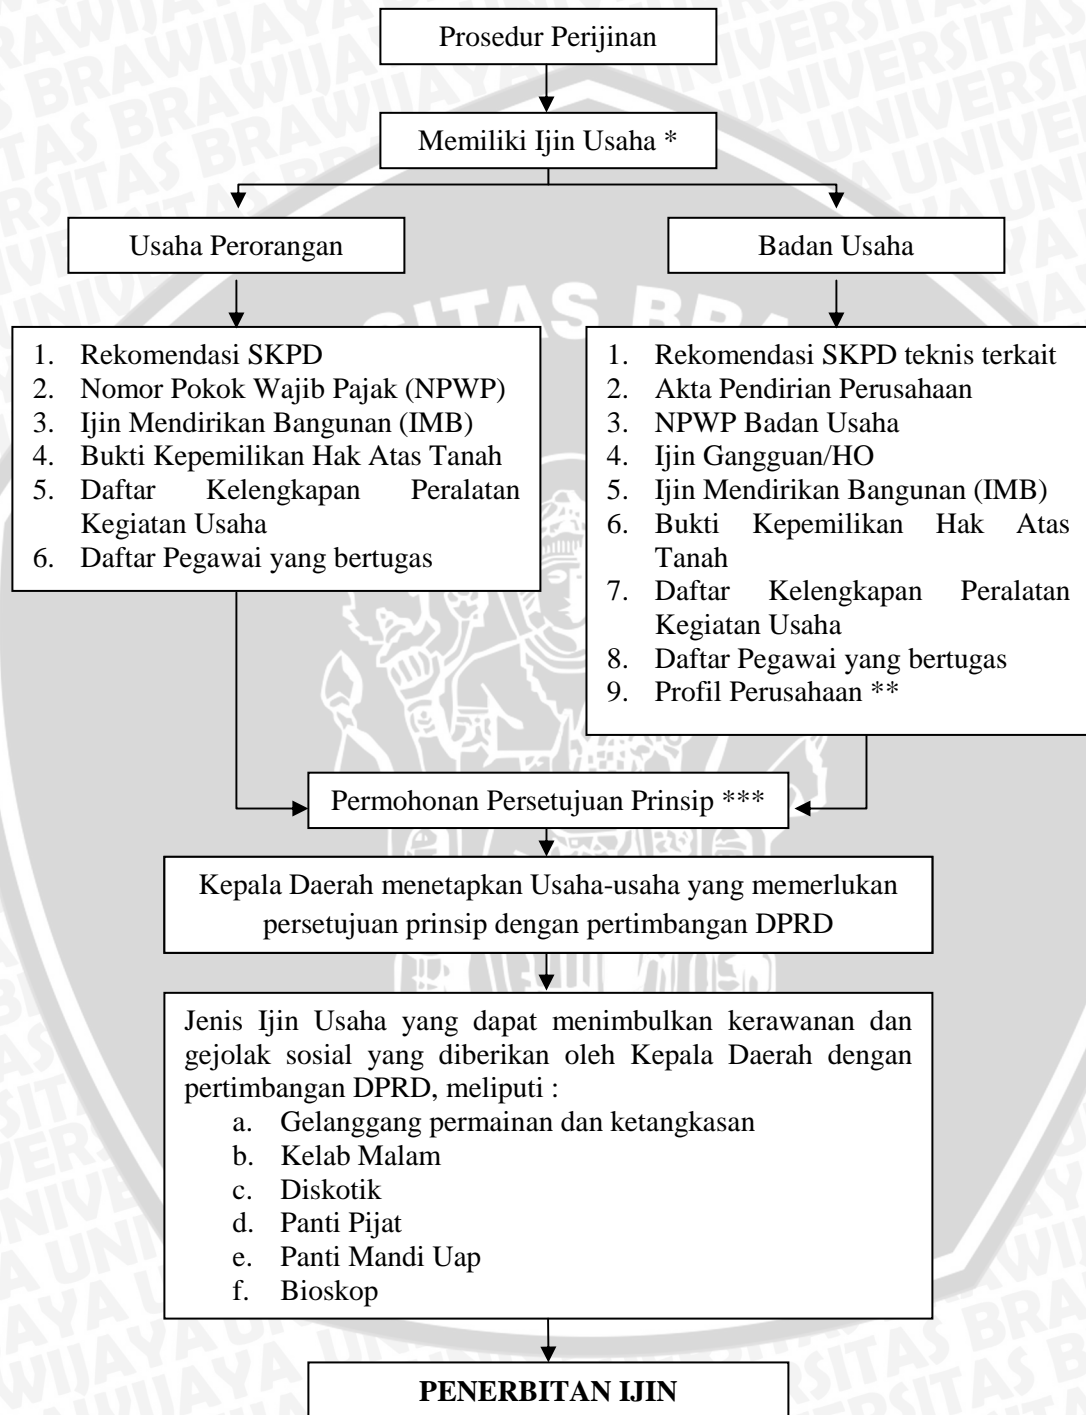 Prosedur Perijinan
Memiliki Ijin Usaha *
Usaha Perorangan
Badan Usaha
1. Rekomendasi SKPD
2. Nomor Pokok Wajib Pajak (NPWP)
3. Ijin Mendirikan Bangunan (IMB)
4. Bukti Kepemilikan Hak Atas Tanah
5. Daftar Kelengkapan Peralatan
Kegiatan Usaha
6. Daftar Pegawai yang bertugas
1. Rekomendasi SKPD teknis terkait
2. Akta Pendirian Perusahaan
3. NPWP Badan Usaha
4. Ijin Gangguan/HO
5. Ijin Mendirikan Bangunan (IMB)
6. Bukti Kepemilikan Hak Atas
Tanah
7. Daftar Kelengkapan Peralatan
Kegiatan Usaha
8. Daftar Pegawai yang bertugas
9. Profil Perusahaan **
Permohonan Persetujuan Prinsip ***
Kepala Daerah menetapkan Usaha-usaha yang memerlukan
persetujuan prinsip dengan pertimbangan DPRD
Jenis Ijin Usaha yang dapat menimbulkan kerawanan dan
gejolak sosial yang diberikan oleh Kepala Daerah dengan
pertimbangan DPRD, meliputi :
a. Gelanggang permainan dan ketangkasan
b. Kelab Malam
c. Diskotik
d. Panti Pijat
e. Panti Mandi Uap
f. Bioskop
PENERBITAN IJIN